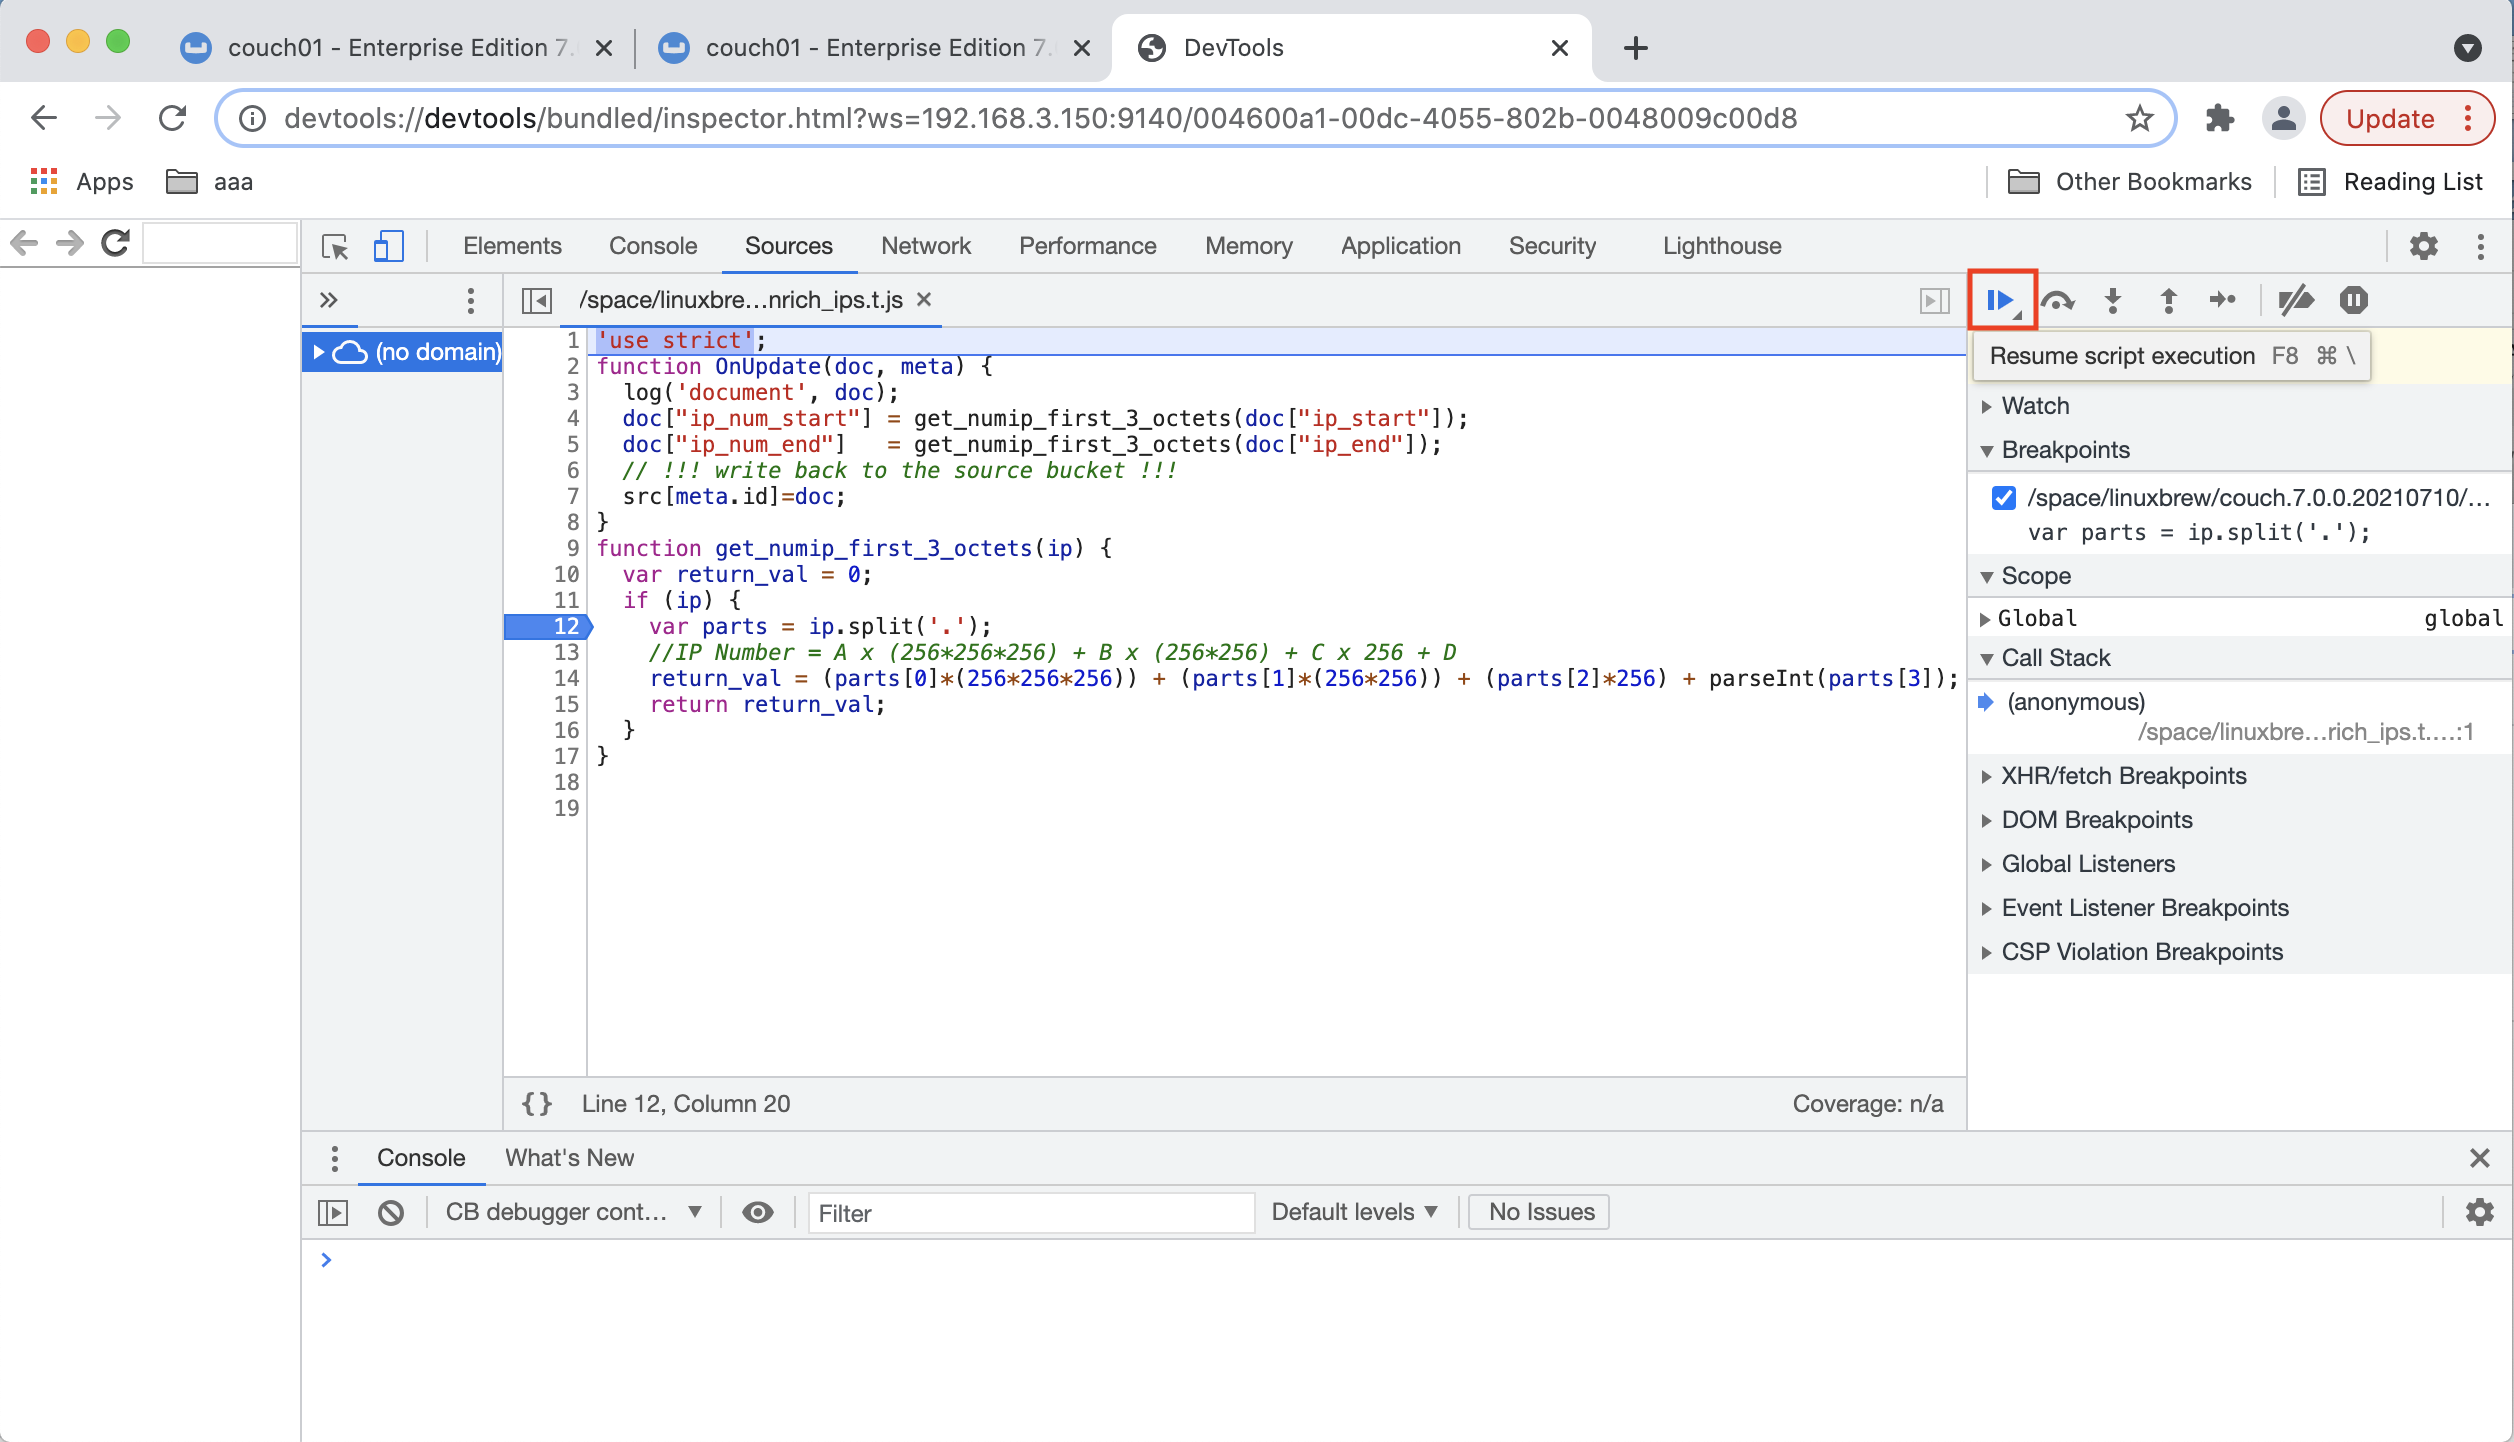 couch01 - Enterprise Edition 7.
couch01 - Enterprise Edition 7.
DevTools
devtools://devtools/bundled/inspector.html?ws=192.168.3.150:9140/004600a1-00dc-4055-802b-0048009c00d8
Update
Apps
aaa
Other Bookmarks
Reading List
Elements
Console
Sources
Network
Performance
Memory
Application
Security
Lighthouse
/space/linuxbre…nrich_ips.t.js
(no domain)
1 'use strict';
2 function OnUpdate(doc, meta) {
3 log('document', doc);
4 doc["ip_num_start"] = get_numip_first_3_octets(doc["ip_start"]);
5 doc["ip_num_end"]   = get_numip_first_3_octets(doc["ip_end"]);
6 // !!! write back to the source bucket !!!
7 src[meta.id]=doc;
8 }
9 function get_numip_first_3_octets(ip) {
10 var return_val = 0;
11 if (ip) {
12 var parts = ip.split('.');
13 //IP Number = A x (256*256*256) + B x (256*256) + C x 256 + D
14 return_val = (parts[0]*(256*256*256)) + (parts[1]*(256*256)) + (parts[2]*256) + parseInt(parts[3]);
15 return return_val;
16 }
17 }
18
19
{} Line 12, Column 20
Coverage: n/a
Resume script execution F8 ⌘ \
Watch
Breakpoints
/space/linuxbrew/couch.7.0.0.20210710/…
var parts = ip.split('.');
Scope
Global global
Call Stack
(anonymous)
/space/linuxbre…rich_ips.t.…:1
XHR/fetch Breakpoints
DOM Breakpoints
Global Listeners
Event Listener Breakpoints
CSP Violation Breakpoints
Console
What's New
CB debugger cont…
Filter
Default levels
No Issues